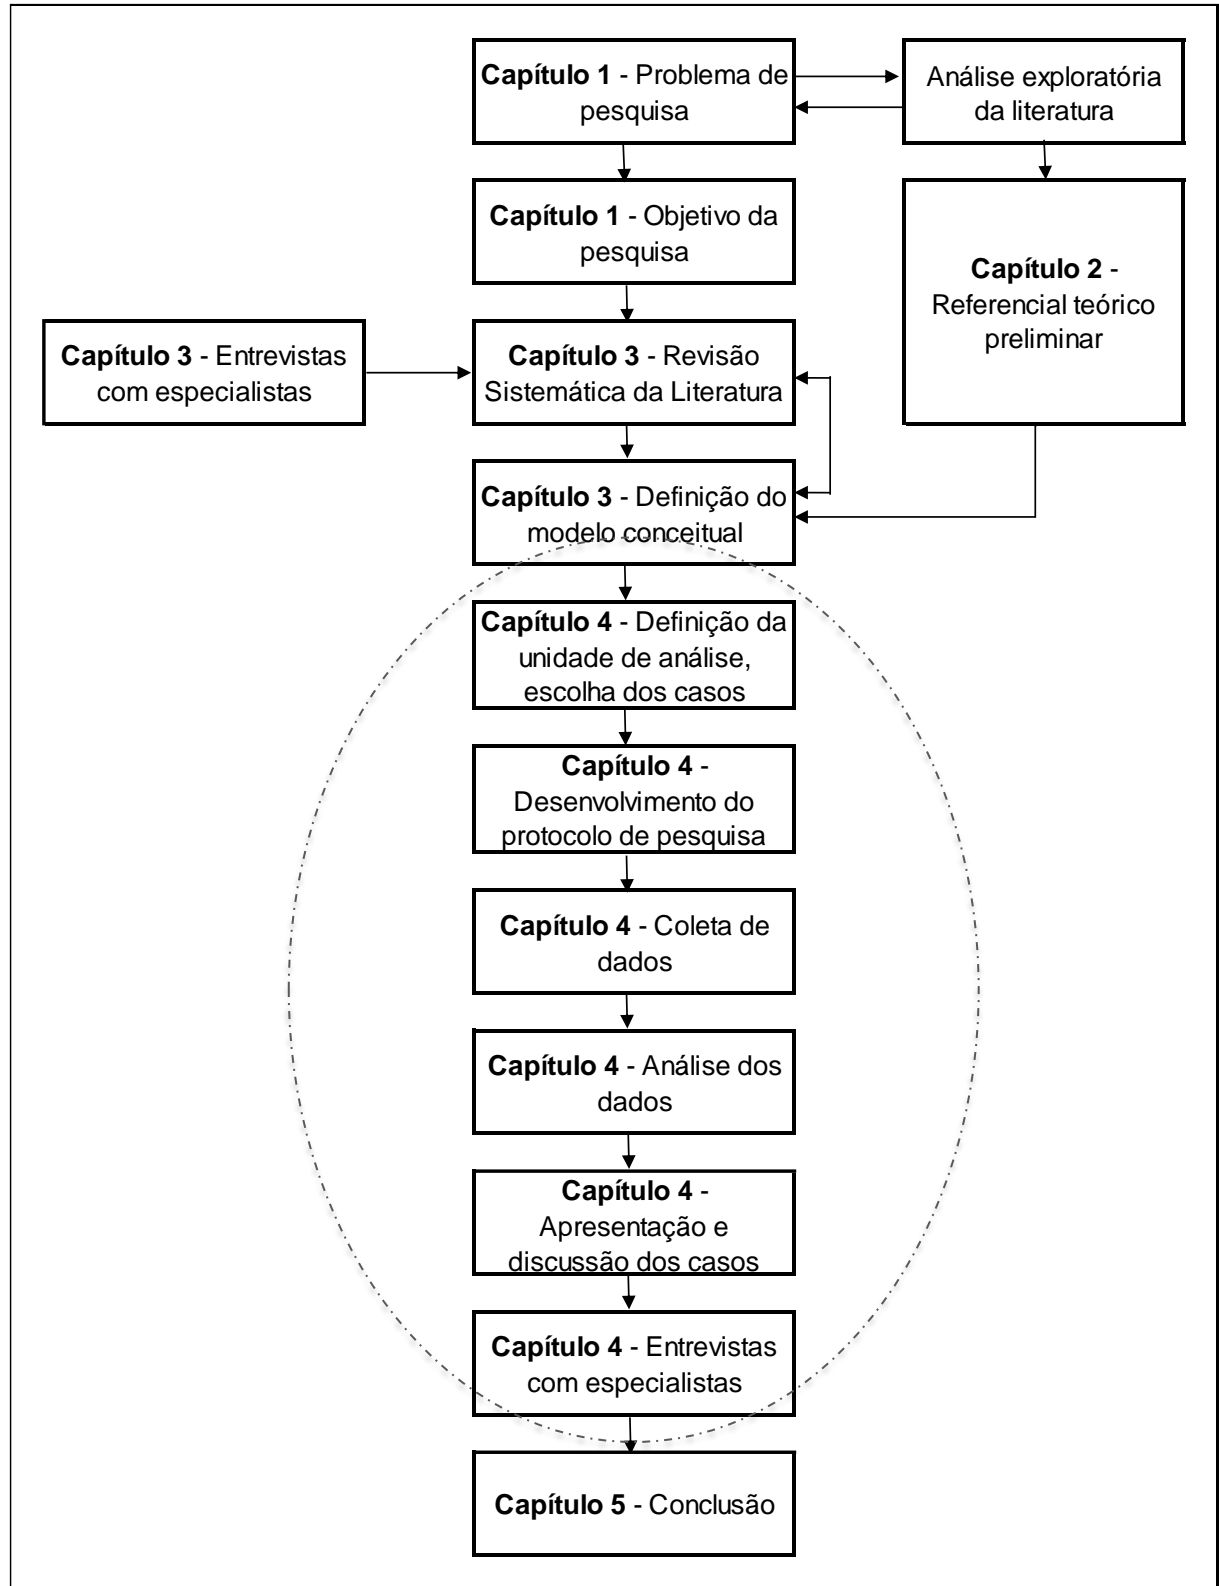 Capítulo 1 - Problema de
pesquisa
Análise exploratória
da literatura
Capítulo 1 - Objetivo da
pesquisa
Capítulo 2 -
Referencial teórico
preliminar
Capítulo 3 - Entrevistas
com especialistas
Capítulo 3 - Revisão
Sistemática da Literatura
Capítulo 3 - Definição do
modelo conceitual
Capítulo 4 - Definição da
unidade de análise,
escolha dos casos
Capítulo 4 -
Desenvolvimento do
protocolo de pesquisa
Capítulo 4 - Coleta de
dados
Capítulo 4 - Análise dos
dados
Capítulo 4 -
Apresentação e
discussão dos casos
Capítulo 4 - Entrevistas
com especialistas
Capítulo 5 - Conclusão